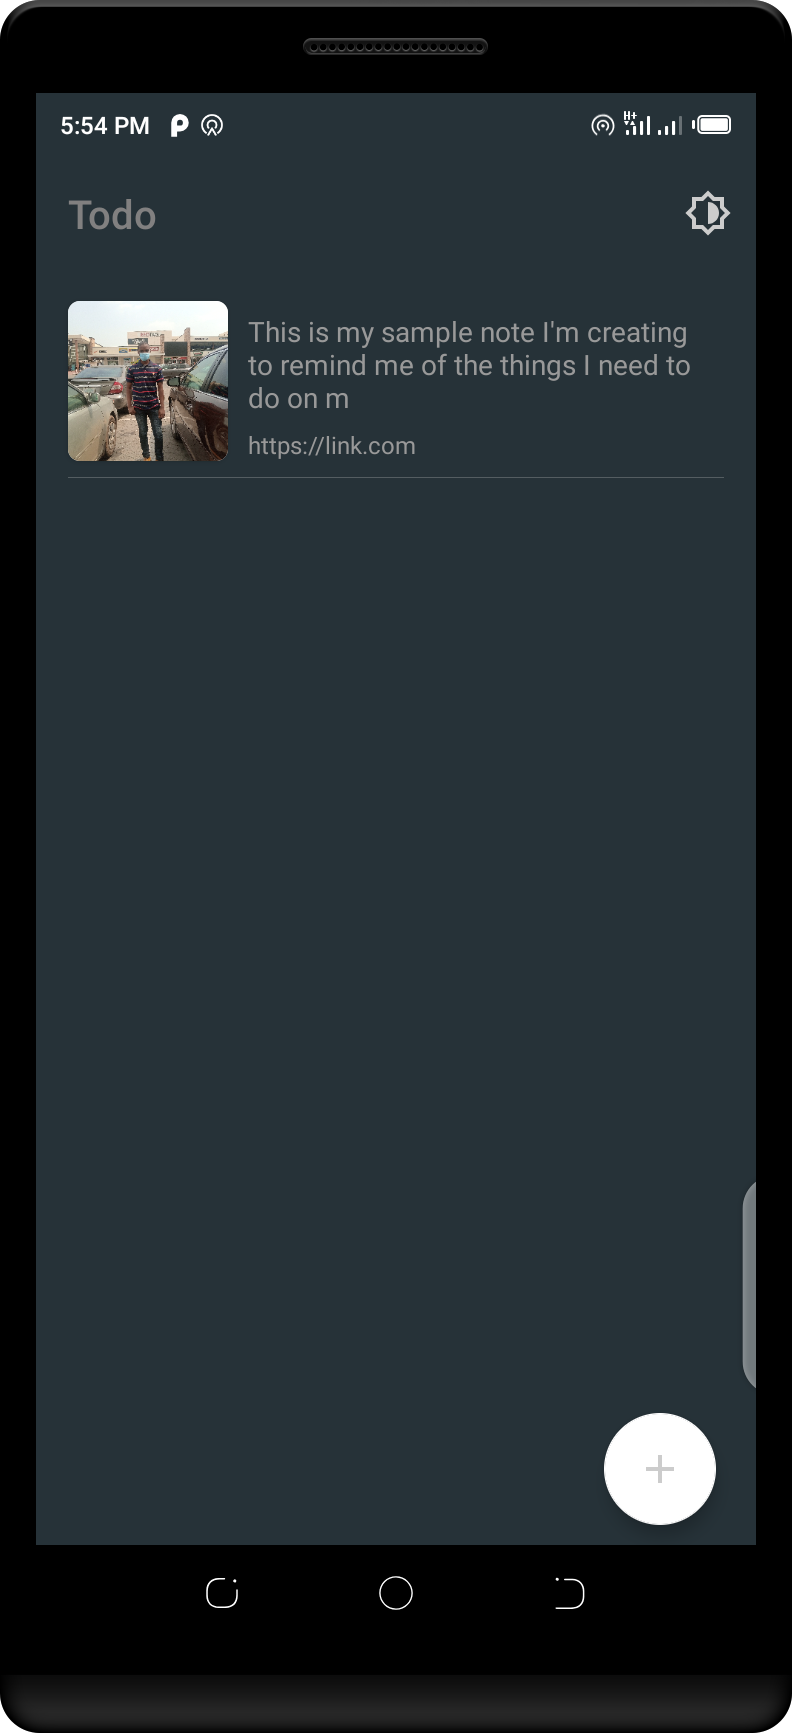 5:54 PM
H+
Todo
This is my sample note I'm creating
to remind me of the things I need to
do on m
https://link.com